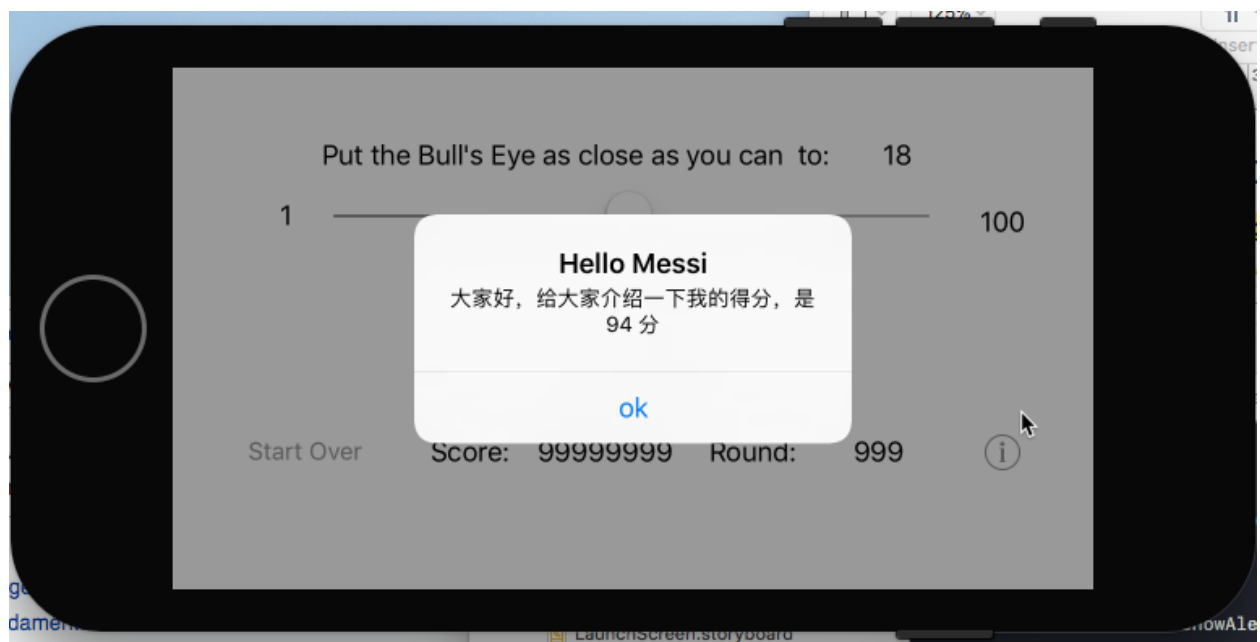 125%
Put the Bull's Eye as close as you can to: 18
1
100
Hello Messi
大家好，给大家介绍一下我的得分，是
94 分
ok
Start Over Score: 99999999 Round: 999
LaunchScreen.storyboard